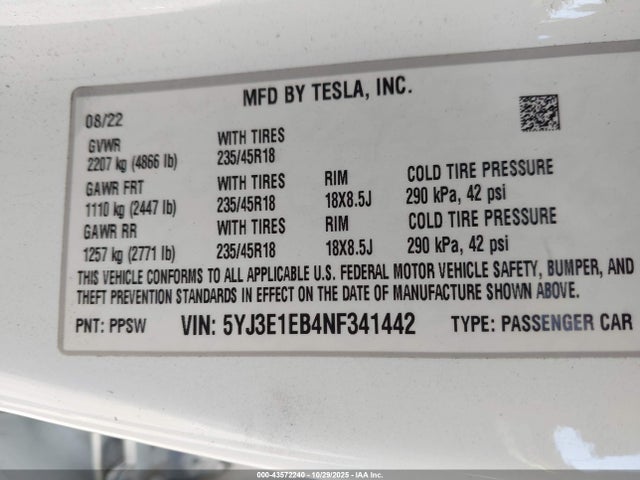 MFD BY TESLA, INC.
08/22
GVWR WITH TIRES
2207 kg (4866 lb) 235/45R18
GAWR FRT WITH TIRES RIM COLD TIRE PRESSURE
1110 kg (2447 lb) 235/45R18 18X8.5J 290 kPa, 42 psi
GAWR RR WITH TIRES RIM COLD TIRE PRESSURE
1257 kg (2771 lb) 235/45R18 18X8.5J 290 kPa, 42 psi
THIS VEHICLE CONFORMS TO ALL APPLICABLE U.S. FEDERAL MOTOR VEHICLE SAFETY, BUMPER, AND
THEFT PREVENTION STANDARDS IN EFFECT ON THE DATE OF MANUFACTURE SHOWN ABOVE.
PNT: PPSW VIN: 5YJ3E1EB4NF341442 TYPE: PASSENGER CAR
000-43572240 - 10/29/2025 - IAAI.COM